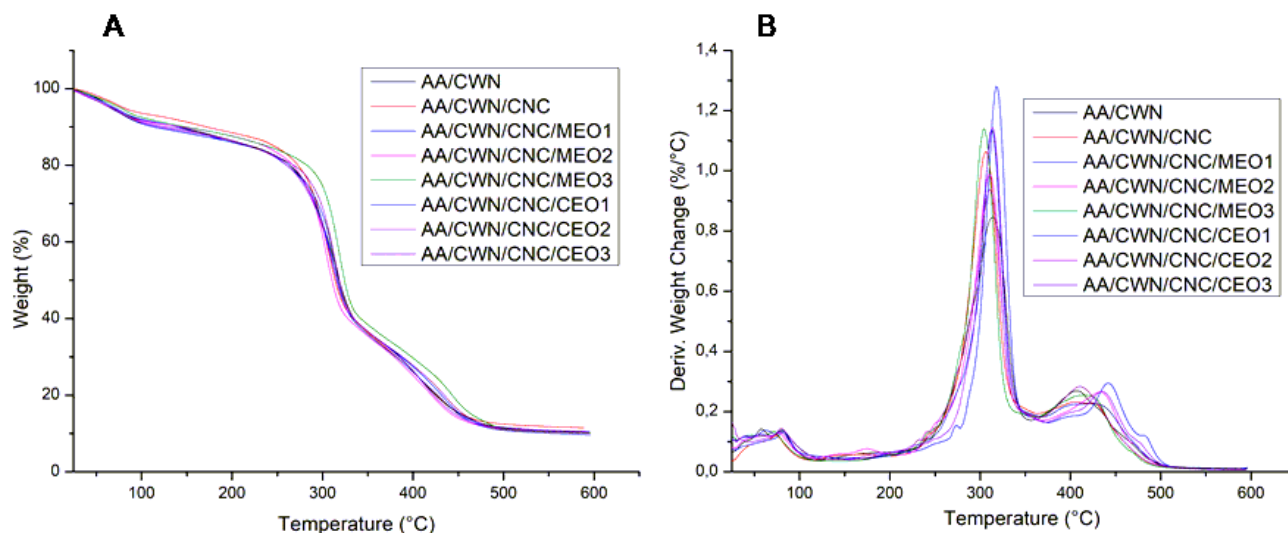 A
Weight (%)
100
80
60
40
20
0
100
200
300
400
500
600
Temperature (°C)
AA/CWN
AA/CWN/CNC
AA/CWN/CNC/MEO1
AA/CWN/CNC/MEO2
AA/CWN/CNC/MEO3
AA/CWN/CNC/CEO1
AA/CWN/CNC/CEO2
AA/CWN/CNC/CEO3
B
Deriv. Weight Change (%/°C)
1,4
1,2
1,0
0,8
0,6
0,4
0,2
0,0
100
200
300
400
500
600
Temperature (°C)
AA/CWN
AA/CWN/CNC
AA/CWN/CNC/MEO1
AA/CWN/CNC/MEO2
AA/CWN/CNC/MEO3
AA/CWN/CNC/CEO1
AA/CWN/CNC/CEO2
AA/CWN/CNC/CEO3